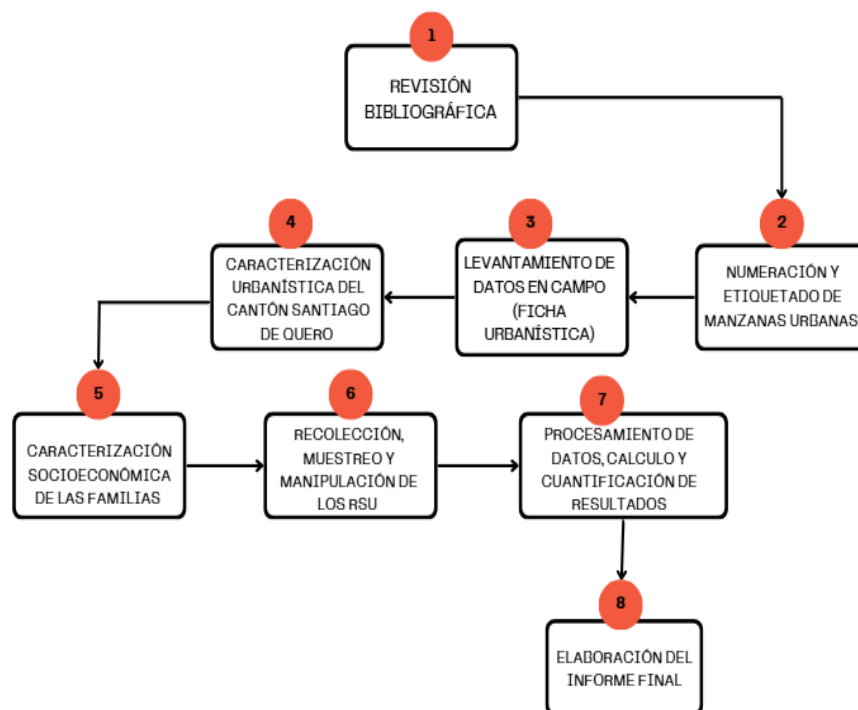 1
REVISIÓN
BIBLIOGRÁFICA
2
NUMERACIÓN Y
ETIQUETADO DE
MANZANAS URBANAS
3
LEVANTAMIENTO DE
DATOS EN CAMPO
(FICHA
URBANÍSTICA)
4
CARACTERIZACIÓN
URBANÍSTICA DEL
CANTÓN SANTIAGO
DE QUERO
5
CARACTERIZACIÓN
SOCIOECONÓMICA
DE LAS FAMILIAS
6
RECOLECCIÓN,
MUESTREO Y
MANIPULACIÓN DE
LOS RSU
7
PROCESAMIENTO DE
DATOS, CALCULO Y
CUANTIFICACIÓN DE
RESULTADOS
8
ELABORACIÓN DEL
INFORME FINAL